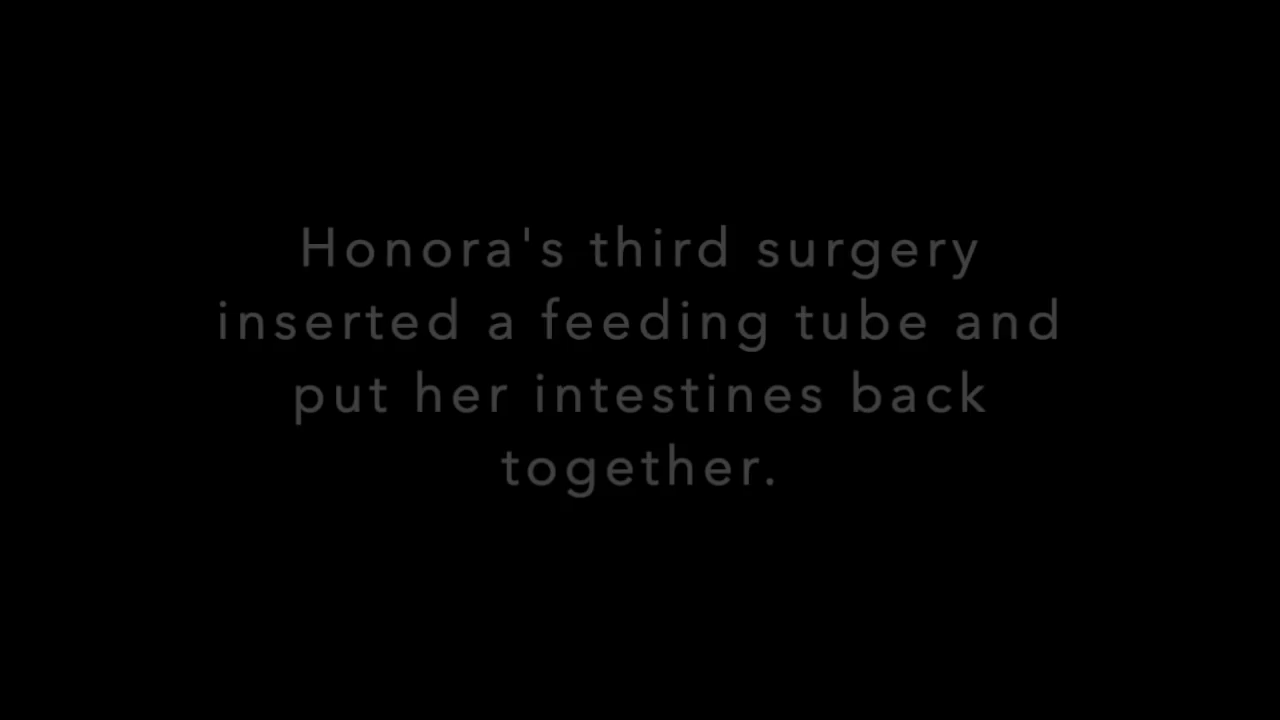 Honora's third surgery
inserted a feeding tube and
put her intestines back
together.